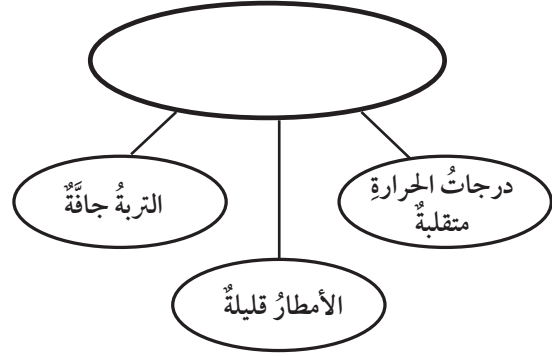 درجاتُ الحرارةِ
متقلبةٌ
التربةُ جافَّةٌ
الأمطارُ قليلةٌ